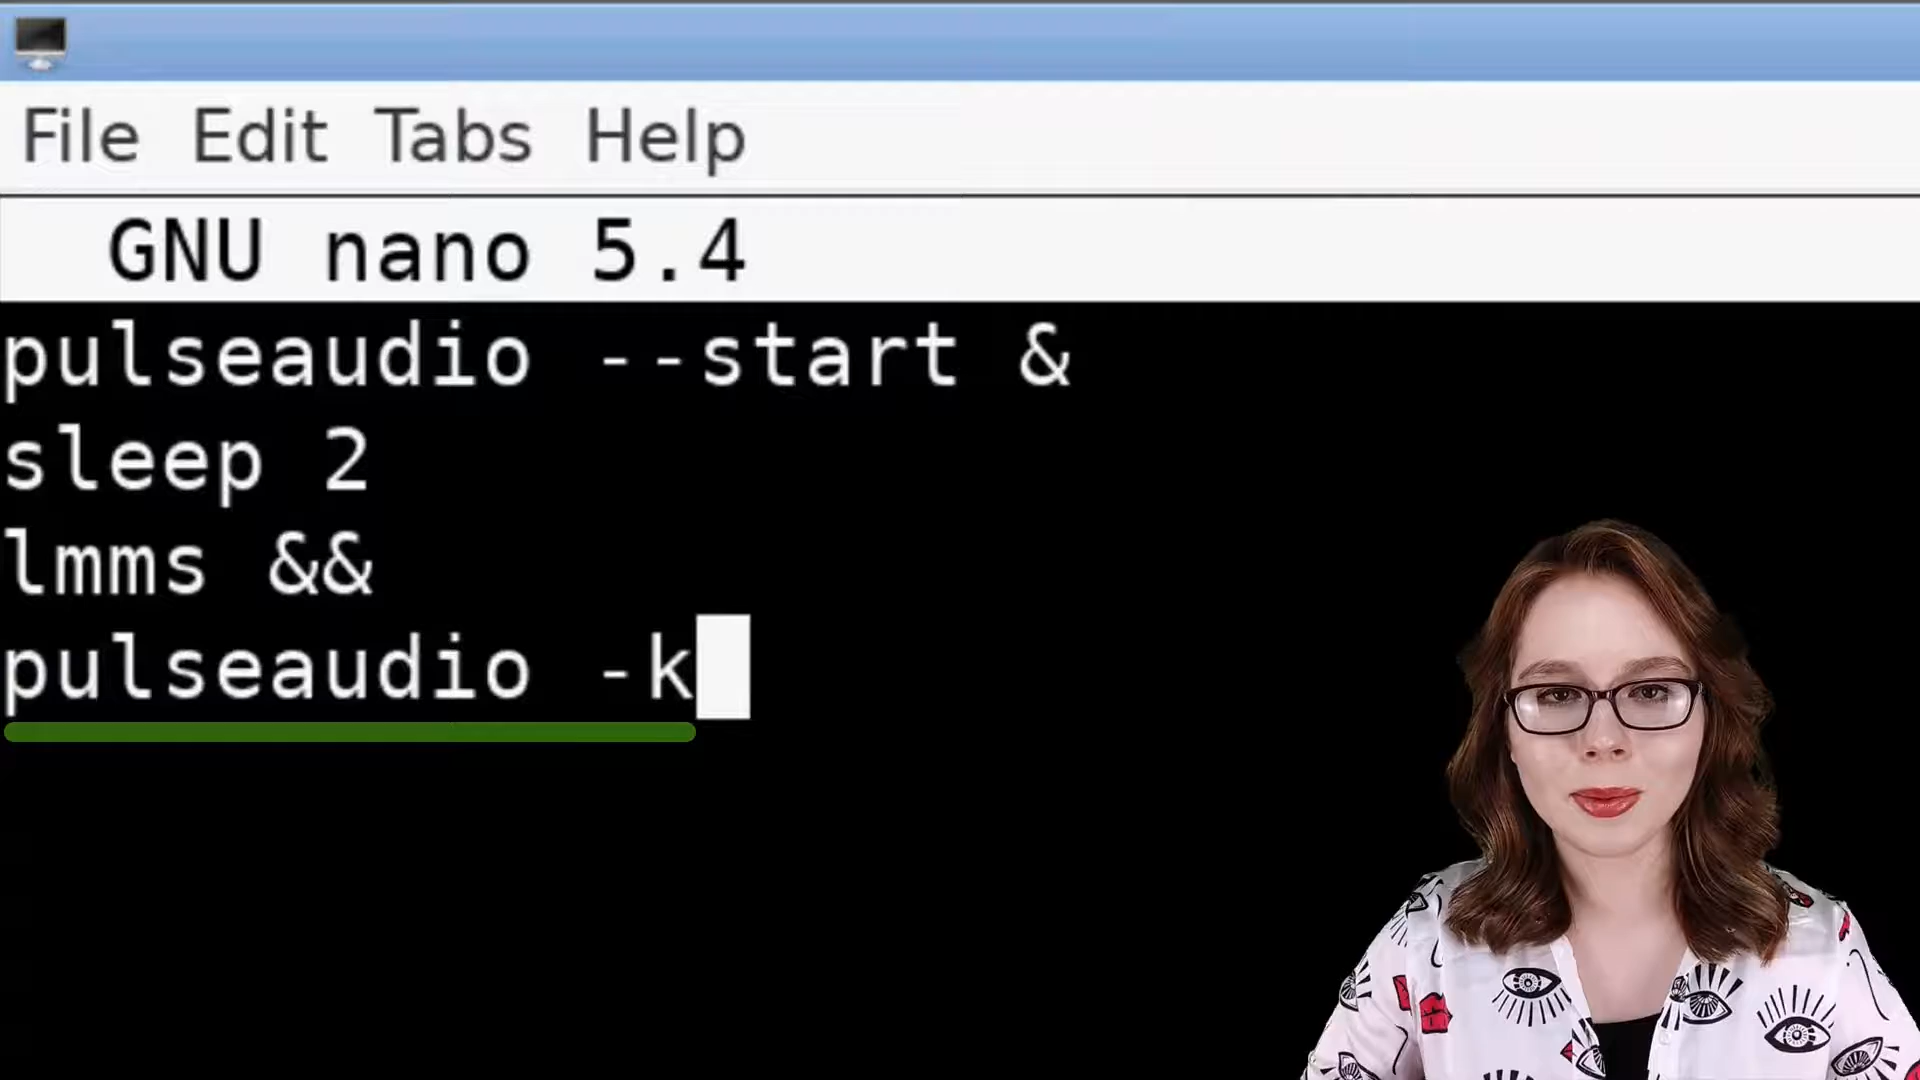 File Edit Tabs Help
GNU nano 5.4
pulseaudio --start &
sleep 2
lmms &&
pulseaudio -k